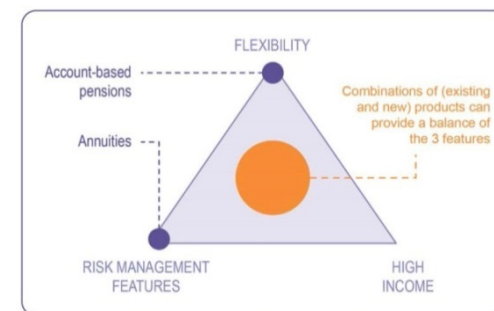 FLEXIBILITY
Account-based
pensions
Combinations of (existing
and new) products can
provide a balance of
the 3 features
Annuities
RISK MANAGEMENT
FEATURES
HIGH
INCOME